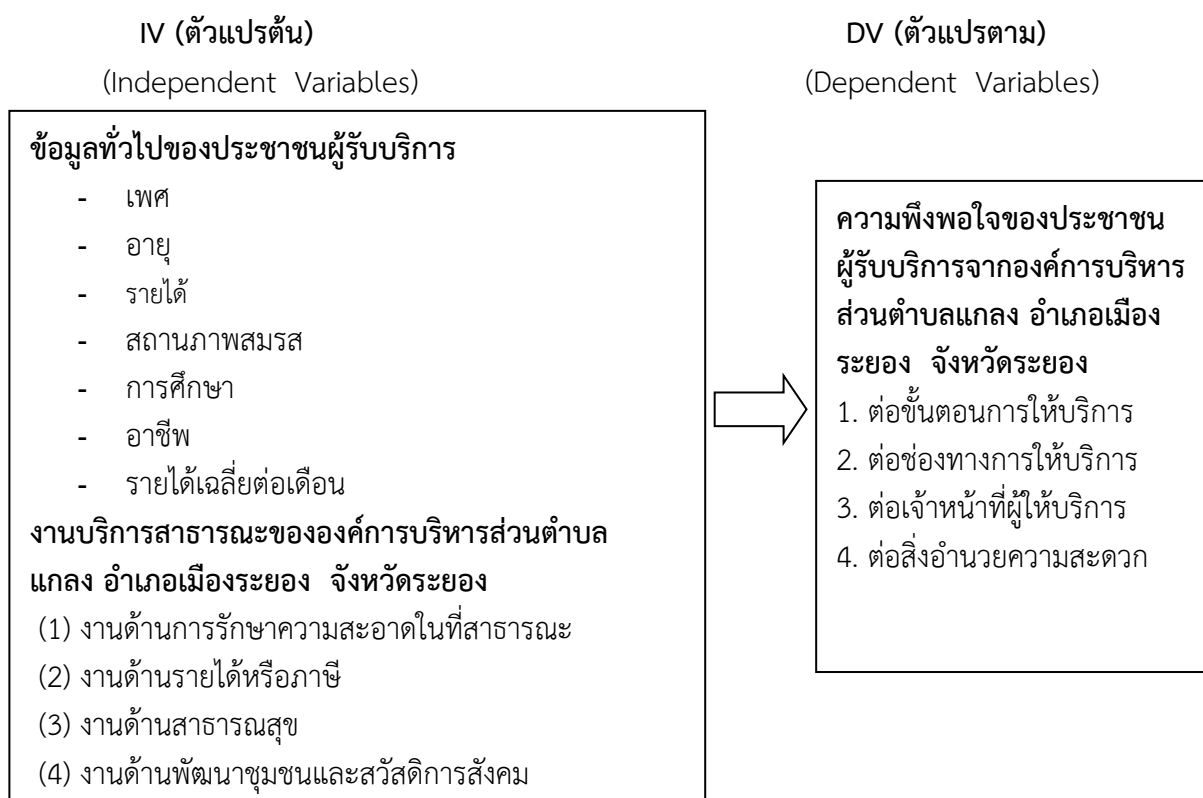 IV (ตัวแปรต้น)
(Independent Variables)
ข้อมูลทั่วไปของประชาชนผู้รับบริการ
- เพศ
- อายุ
- รายได้
- สถานภาพสมรส
- การศึกษา
- อาชีพ
- รายได้เฉลี่ยต่อเดือน
งานบริการสาธารณะขององค์การบริหารส่วนตำบล
แกลง อำเภอเมืองระยอง จังหวัดระยอง
(1) งานด้านการรักษาความสะอาดในที่สาธารณะ
(2) งานด้านรายได้หรือภาษี
(3) งานด้านสาธารณสุข
(4) งานด้านพัฒนาชุมชนและสวัสดิการสังคม
DV (ตัวแปรตาม)
(Dependent Variables)
ความพึงพอใจของประชาชน
ผู้รับบริการจากองค์การบริหาร
ส่วนตำบลแกลง อำเภอเมือง
ระยอง จังหวัดระยอง
1. ต่อขั้นตอนการให้บริการ
2. ต่อช่องทางการให้บริการ
3. ต่อเจ้าหน้าที่ผู้ให้บริการ
4. ต่อสิ่งอำนวยความสะดวก